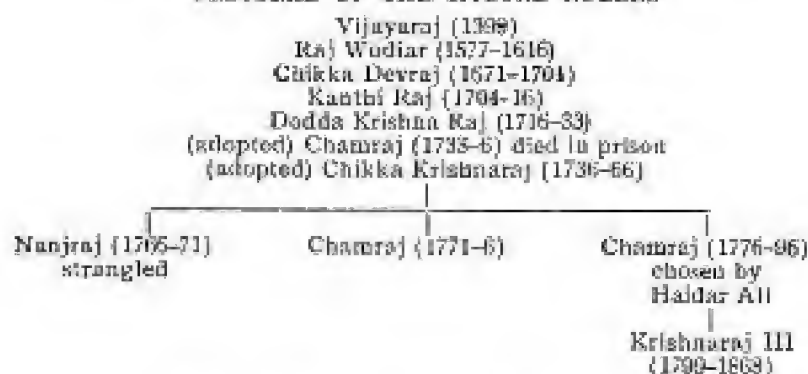 Vijayaraj (1399)
Raj Wodiar (1577–1616)
Chikka Devraj (1671–1704)
Kanthi Raj (1704–16)
Dodda Krishna Raj (1716–33)
(adopted) Chamraj (1733–6) died in prison
(adopted) Chikka Krishnaraj (1736–66)
Nanjraj (1766–71) Chamraj (1771–6) Chamraj (1776–96)
strangled chosen by
Haidar Ali
Krishnaraj III
(1799–1868)